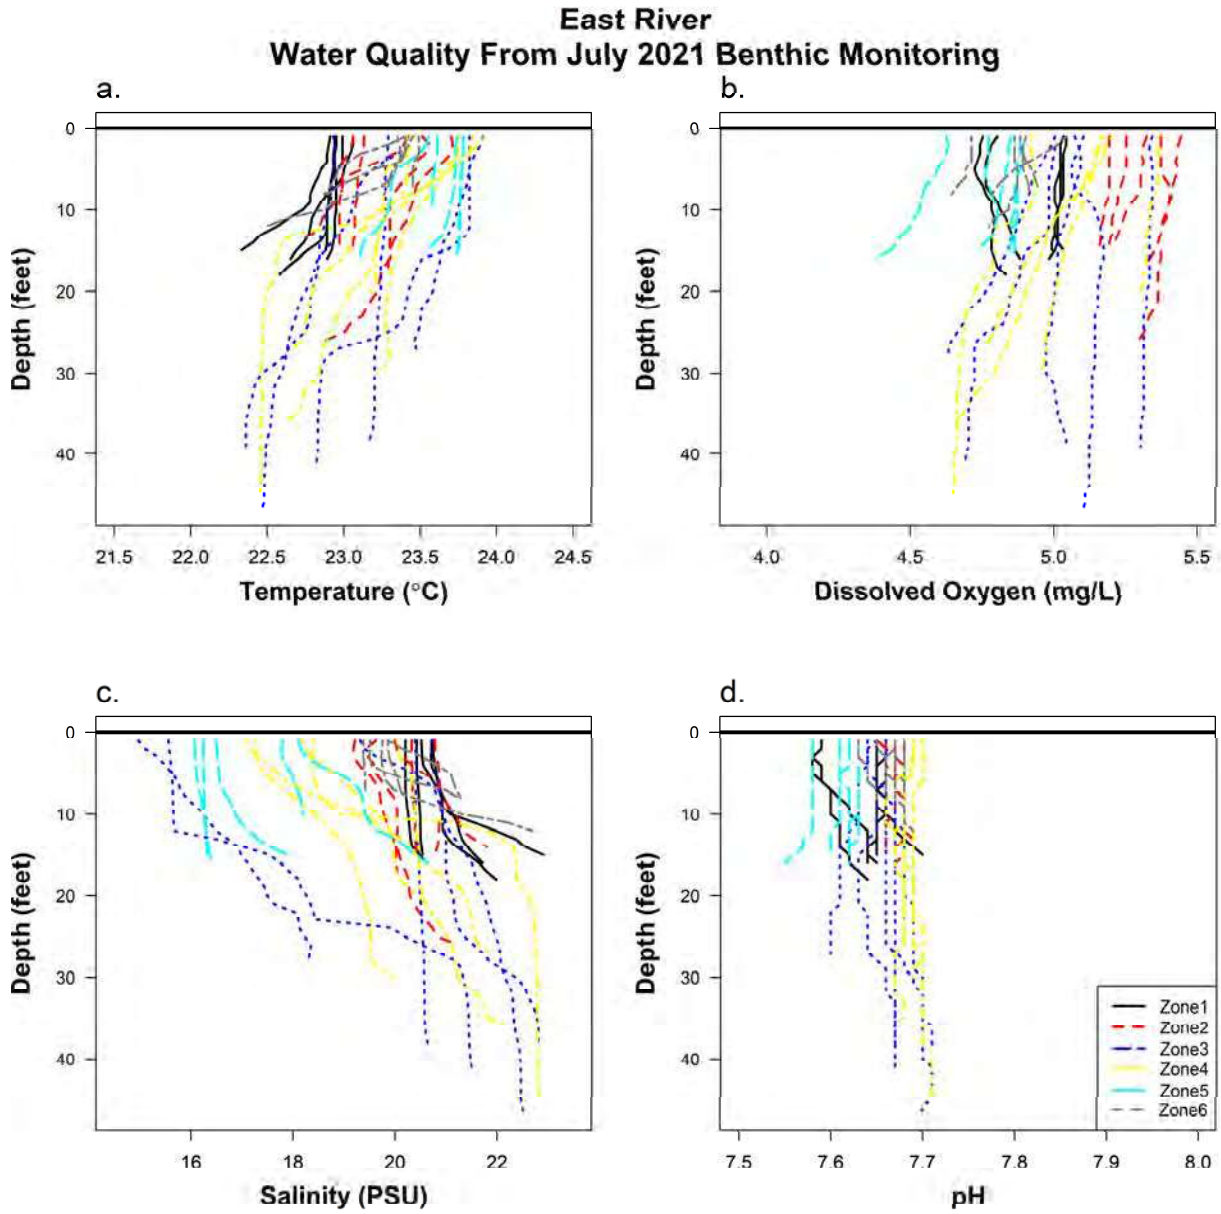 East River
Water Quality From July 2021 Benthic Monitoring
a.
0
10
20
30
40
Depth (feet)
21.5 22.0 22.5 23.0 23.5 24.0 24.5
Temperature (°C)
b.
0
10
20
30
40
Depth (feet)
4.0 4.5 5.0 5.5
Dissolved Oxygen (mg/L)
c.
0
10
20
30
40
Depth (feet)
16 18 20 22
Salinity (PSU)
d.
0
10
20
30
40
Depth (feet)
7.5 7.6 7.7 7.8 7.9 8.0
pH
Zone1
Zone2
Zone3
Zone4
Zone5
Zone6